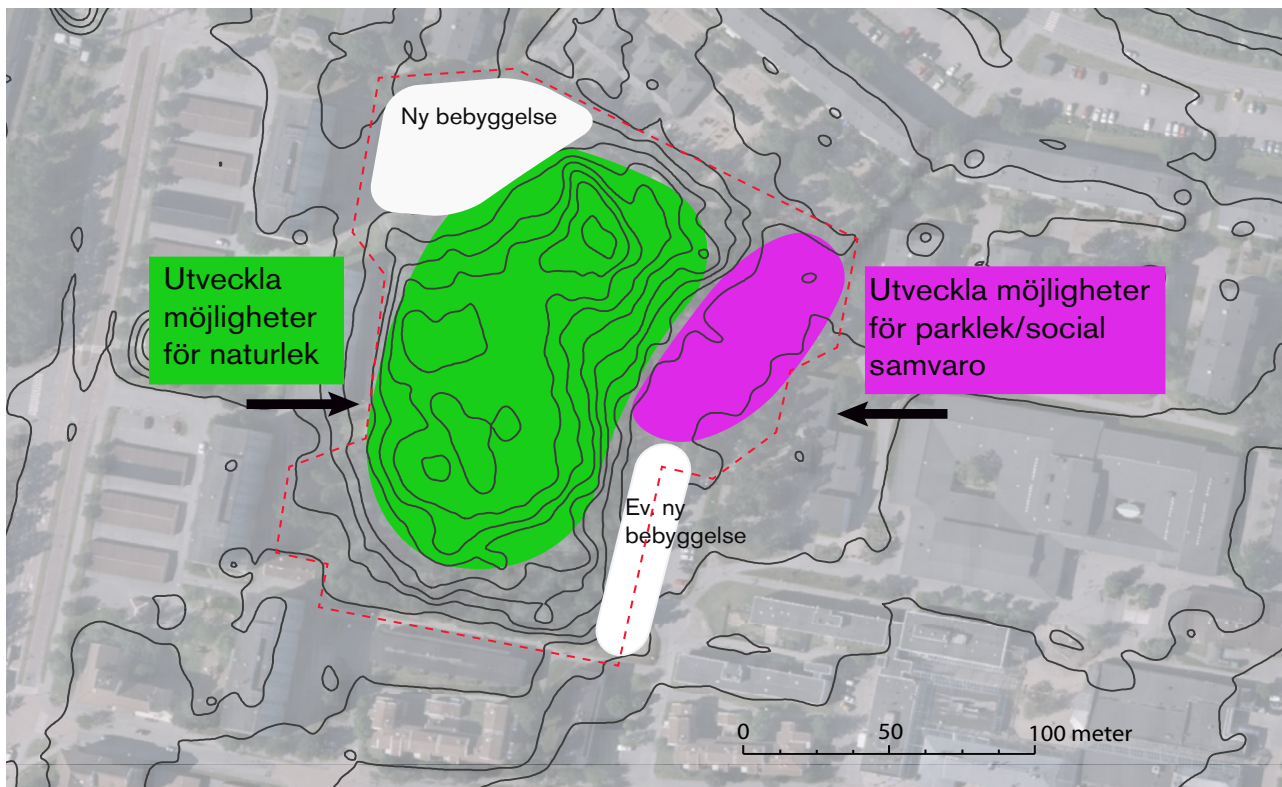 Ny bebyggelse
Utveckla
möjligheter
för naturlek
Utveckla möjligheter
för parklek/social
samvaro
Ev. ny
bebyggelse
0 50 100 meter